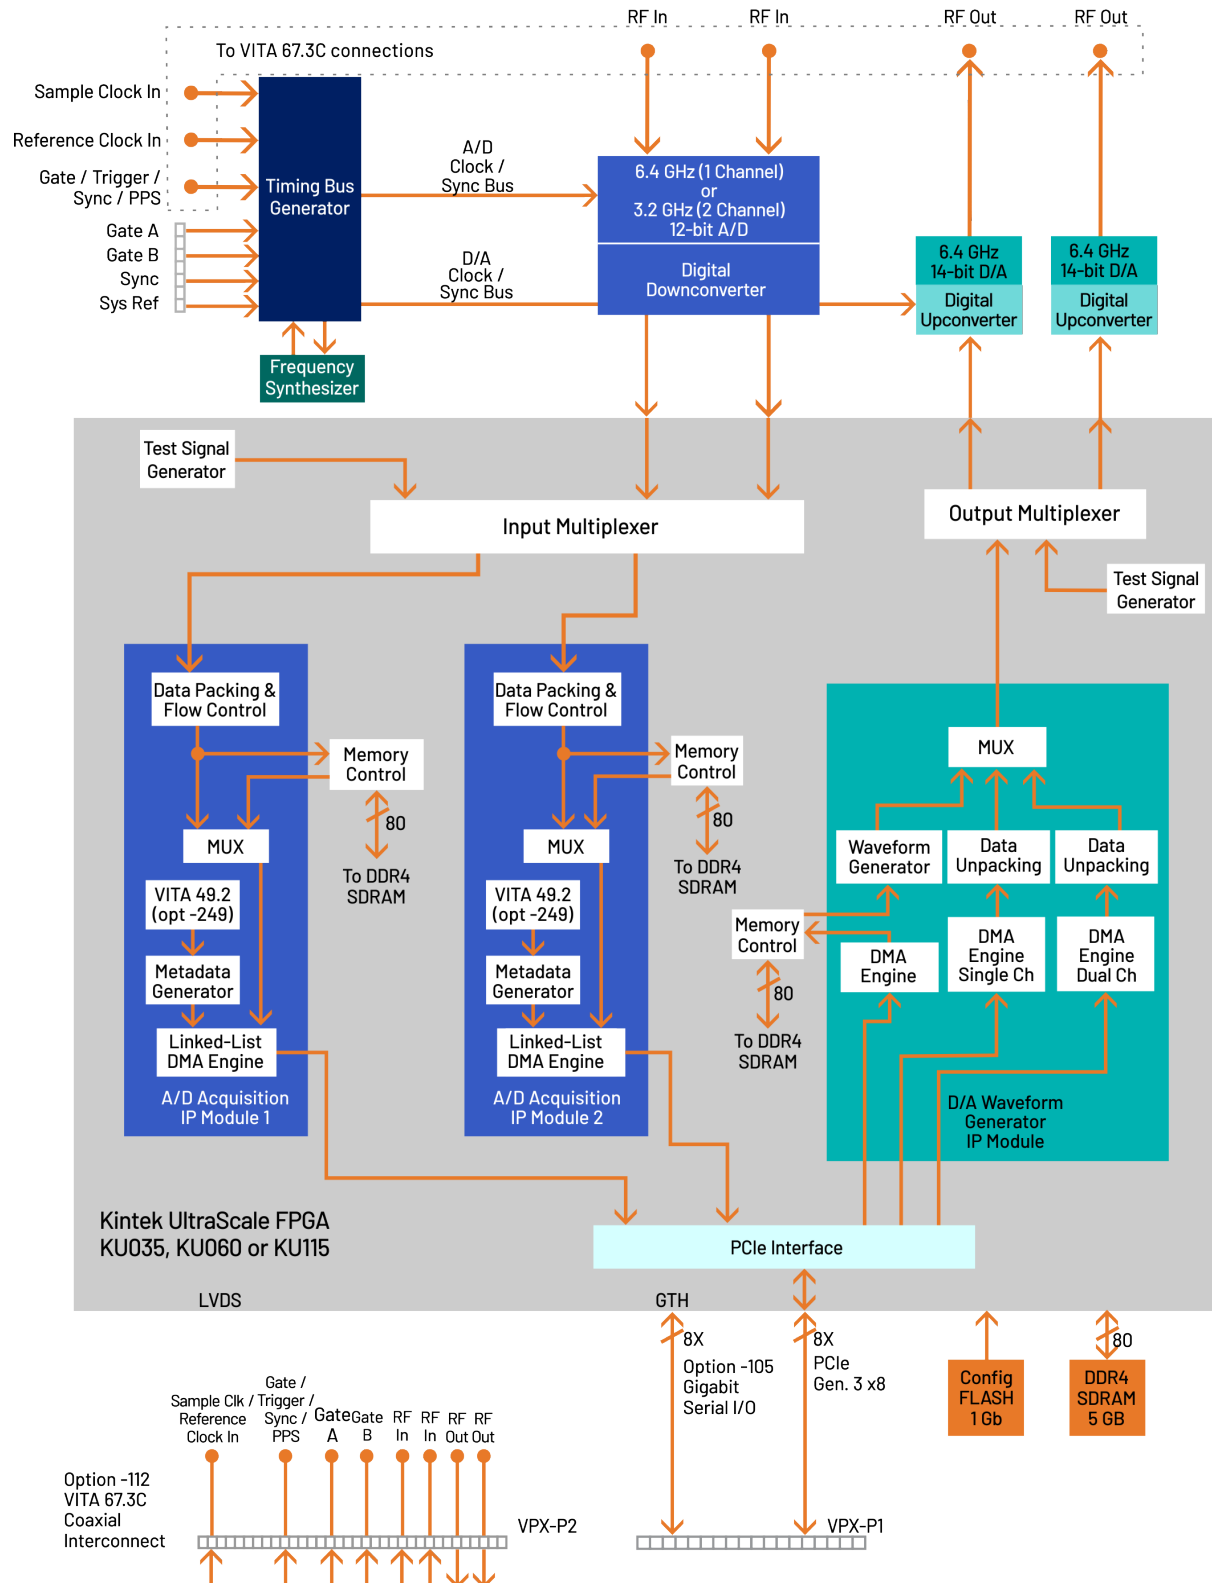 RF In
RF In
RF Out
RF Out
To VITA 67.3C connections
Sample Clock In
Reference Clock In
Gate / Trigger /
Sync / PPS
Gate A
Gate B
Sync
Sys Ref
Timing Bus
Generator
Frequency
Synthesizer
A/D
Clock /
Sync Bus
D/A
Clock /
Sync Bus
6.4 GHz (1 Channel)
or
3.2 GHz (2 Channel)
12-bit A/D
Digital
Downconverter
6.4 GHz
14-bit D/A
Digital
Upconverter
6.4 GHz
14-bit D/A
Digital
Upconverter
Test Signal
Generator
Input Multiplexer
Output Multiplexer
Test Signal
Generator
Data Packing &
Flow Control
Memory
Control
80
To DDR4
SDRAM
MUX
VITA 49.2
(opt -249)
Metadada
Generator
Linked-List
DMA Engine
A/D Acquisition
IP Module 1
Data Packing &
Flow Control
Memory
Control
80
To DDR4
SDRAM
MUX
VITA 49.2
(opt -249)
Metadada
Generator
Linked-List
DMA Engine
A/D Acquisition
IP Module 2
MUX
Waveform
Generator
Data
Unpacking
Data
Unpacking
Memory
Control
80
To DDR4
SDRAM
DMA
Engine
DMA
Engine
Single Ch
DMA
Engine
Dual Ch
D/A Waveform
Generator
IP Module
Kintek UltraScale FPGA
KU035, KU060 or KU115
PCIe Interface
LVDS
GTH
8X
Option -105
Gigabit
Serial I/O
8X
PCIe
Gen. 3 x8
Config
FLASH
1 Gb
80
DDR4
SDRAM
5 GB
Sample Clk /
Reference
Clock In
Gate /
Trigger /
Sync /
PPS
Gate
A
Gate
B
RF
In
RF
In
RF
Out
RF
Out
Option -112
VITA 67.3C
Coaxial
Interconnect
VPX-P2
VPX-P1